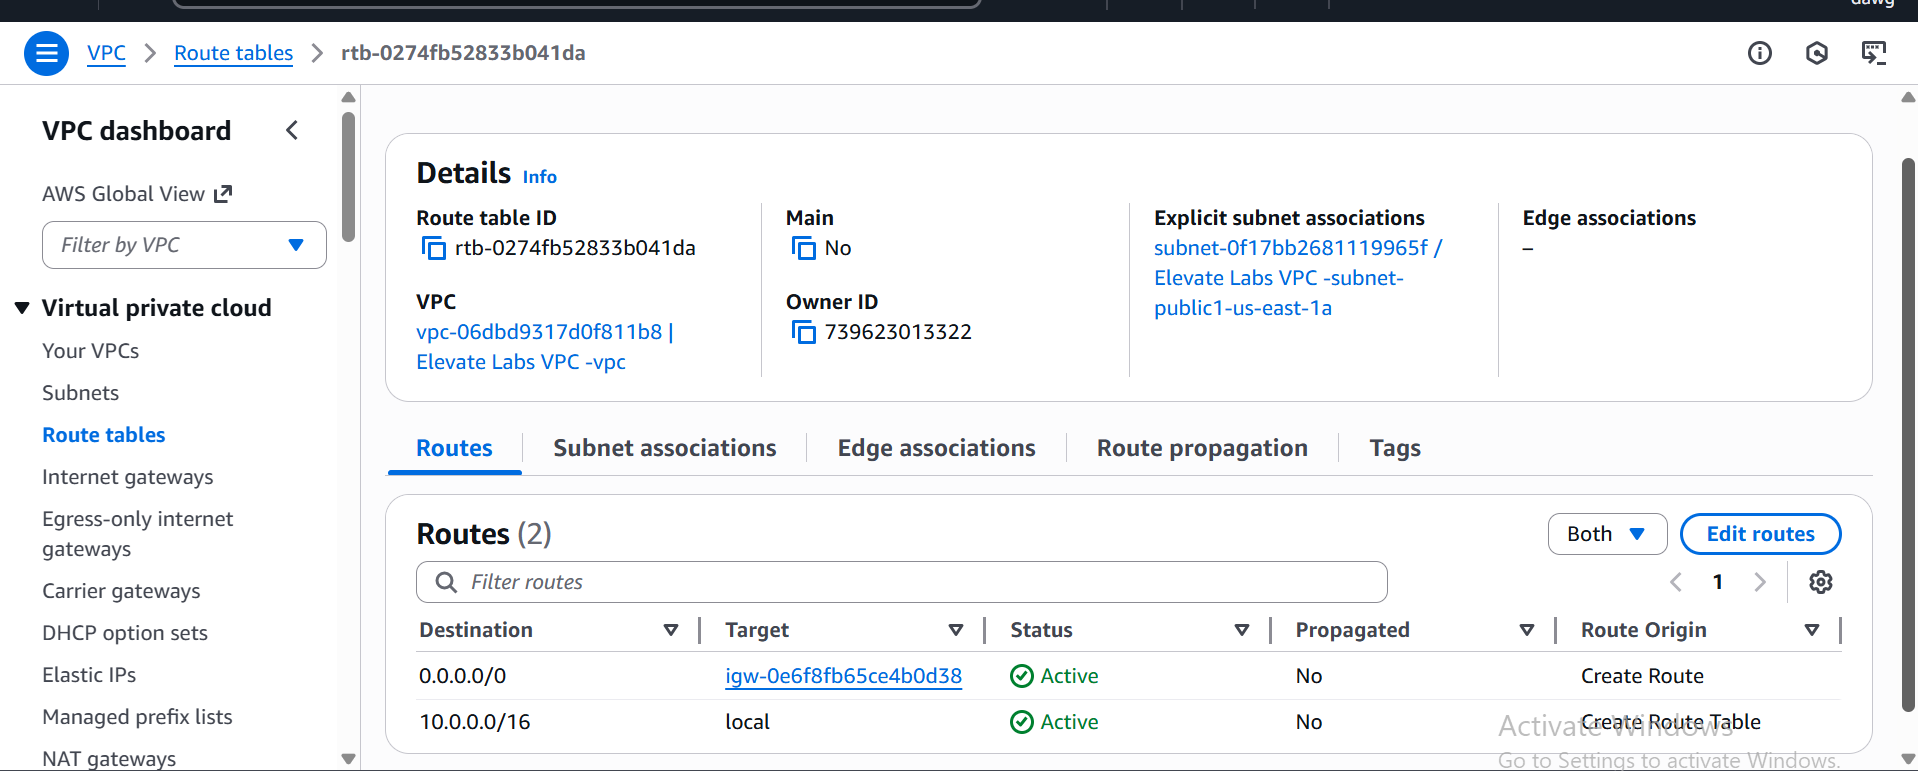 dawg
VPC > Route tables > rtb-0274fb52833b041da
VPC dashboard
AWS Global View
Filter by VPC
Virtual private cloud
Your VPCs
Subnets
Route tables
Internet gateways
Egress-only internet
gateways
Carrier gateways
DHCP option sets
Elastic IPs
Managed prefix lists
NAT gateways
Details Info
Route table ID
rtb-0274fb52833b041da
VPC
vpc-06dbd9317d0f811b8 |
Elevate Labs VPC -vpc
Main
No
Owner ID
739623013322
Explicit subnet associations
subnet-0f17bb2681119965f /
Elevate Labs VPC -subnet-
public1-us-east-1a
Edge associations
–
Routes Subnet associations Edge associations Route propagation Tags
Routes (2)
Both Edit routes
Filter routes
1
Destination Target Status Propagated Route Origin
0.0.0.0/0 igw-0e6f8fb65ce4b0d38 Active No Create Route
10.0.0.0/16 local Active No Create Route Table
Activate Windows
Go to Settings to activate Windows.